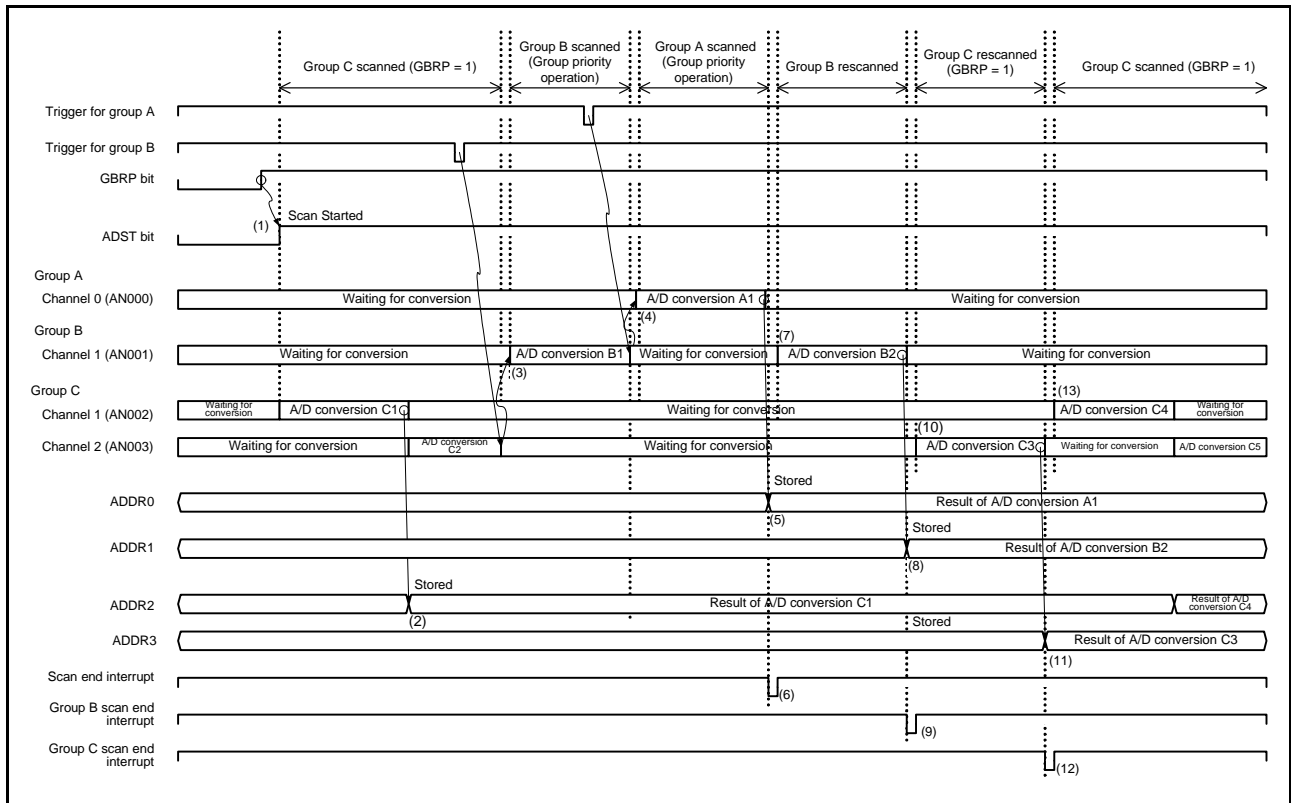 Group C scanned (GBRP = 1)
Group B scanned
(Group priority
operation)
Group A scanned
(Group priority
operation)
Group B rescanned
Group C rescanned
(GBRP = 1)
Group C scanned (GBRP = 1)
Trigger for group A
Trigger for group B
GBRP bit
(1)
Scan Started
ADST bit
Group A
Channel 0 (AN000)
Waiting for conversion
A/D conversion A1
Waiting for conversion
(4)
Group B
(7)
Channel 1 (AN001)
Waiting for conversion
A/D conversion B1
Waiting for conversion
A/D conversion B2
Waiting for conversion
(3)
Group C
(13)
Channel 1 (AN002)
Waiting for
conversion
A/D conversion C1
Waiting for conversion
A/D conversion C4
Waiting for
conversion
(10)
Channel 2 (AN003)
Waiting for conversion
A/D conversion
C2
Waiting for conversion
A/D conversion C3
Waiting for conversion
A/D conversion C5
Stored
ADDR0
Result of A/D conversion A1
(5)
Stored
ADDR1
Result of A/D conversion B2
(8)
Stored
ADDR2
Result of A/D conversion C1
Result of A/D
conversion C4
(2)
Stored
ADDR3
Result of A/D conversion C3
(11)
Scan end interrupt
(6)
Group B scan end
interrupt
(9)
Group C scan end
interrupt
(12)